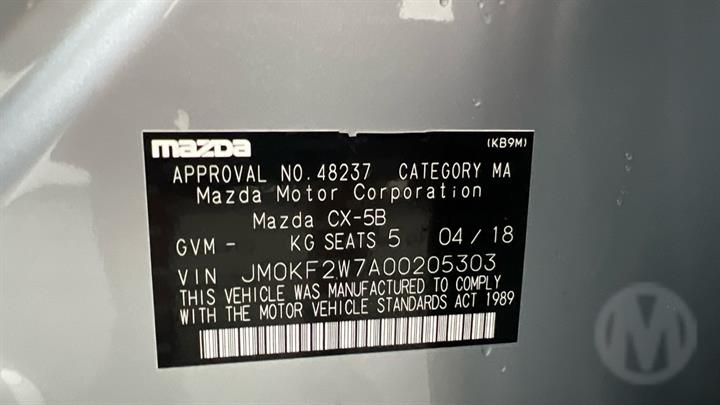 mazda (KB9M)
APPROVAL NO. 48237 CATEGORY MA
Mazda Motor Corporation
Mazda CX-5B
GVM - KG SEATS 5 04 / 18
VIN JM0KF2W7A00205303
THIS VEHICLE WAS MANUFACTURED TO COMPLY
WITH THE MOTOR VEHICLE STANDARDS ACT 1989
M